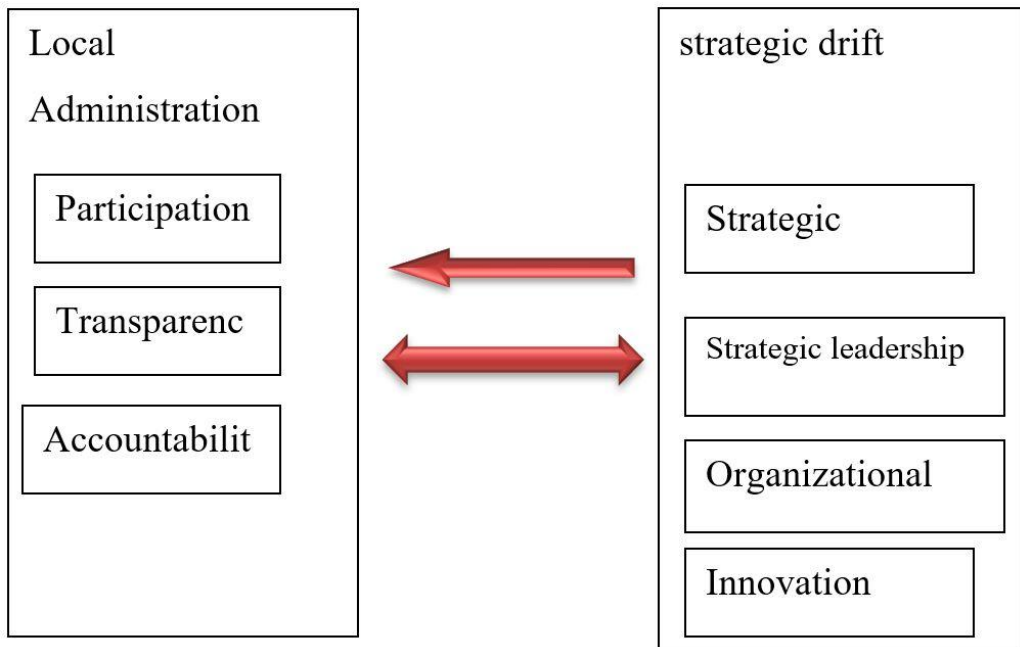 Local
Administration
Participation
Transparenc
Accountabilit
strategic drift
Strategic
Strategic leadership
Organizational
Innovation